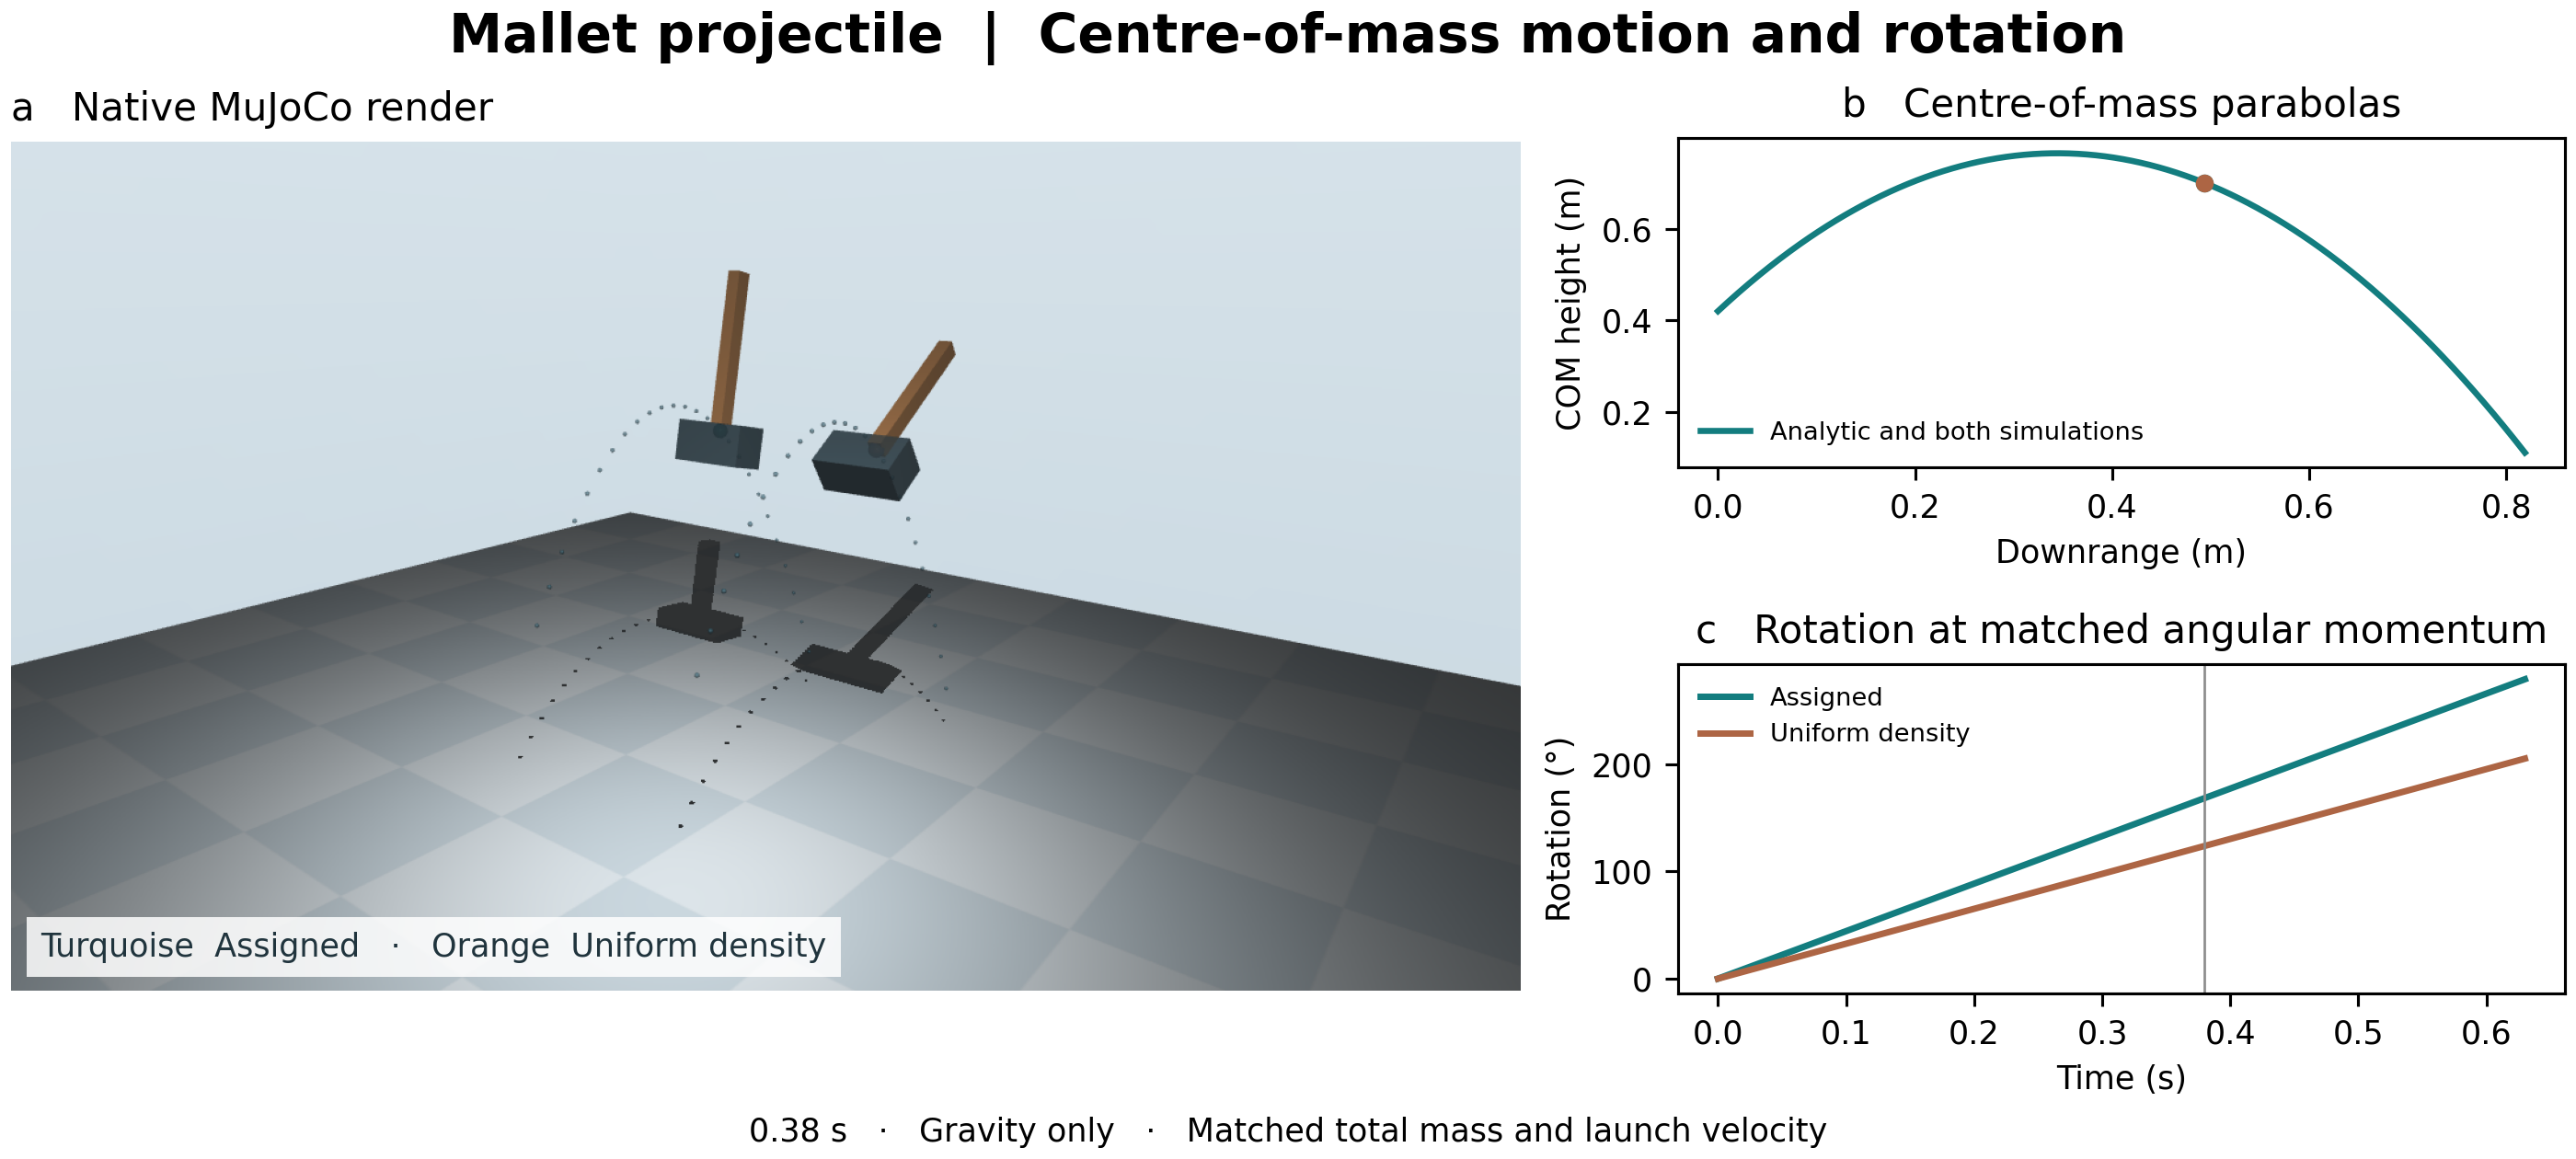 Mallet projectile | Centre-of-mass motion and rotation
a Native MuJoCo render
Turquoise Assigned · Orange Uniform density
b Centre-of-mass parabolas
COM height (m)
0.6
0.4
0.2
Analytic and both simulations
0.0 0.2 0.4 0.6 0.8
Downrange (m)
c Rotation at matched angular momentum
Rotation (°)
Assigned
Uniform density
200
100
0
0.0 0.1 0.2 0.3 0.4 0.5 0.6
Time (s)
0.38 s · Gravity only · Matched total mass and launch velocity